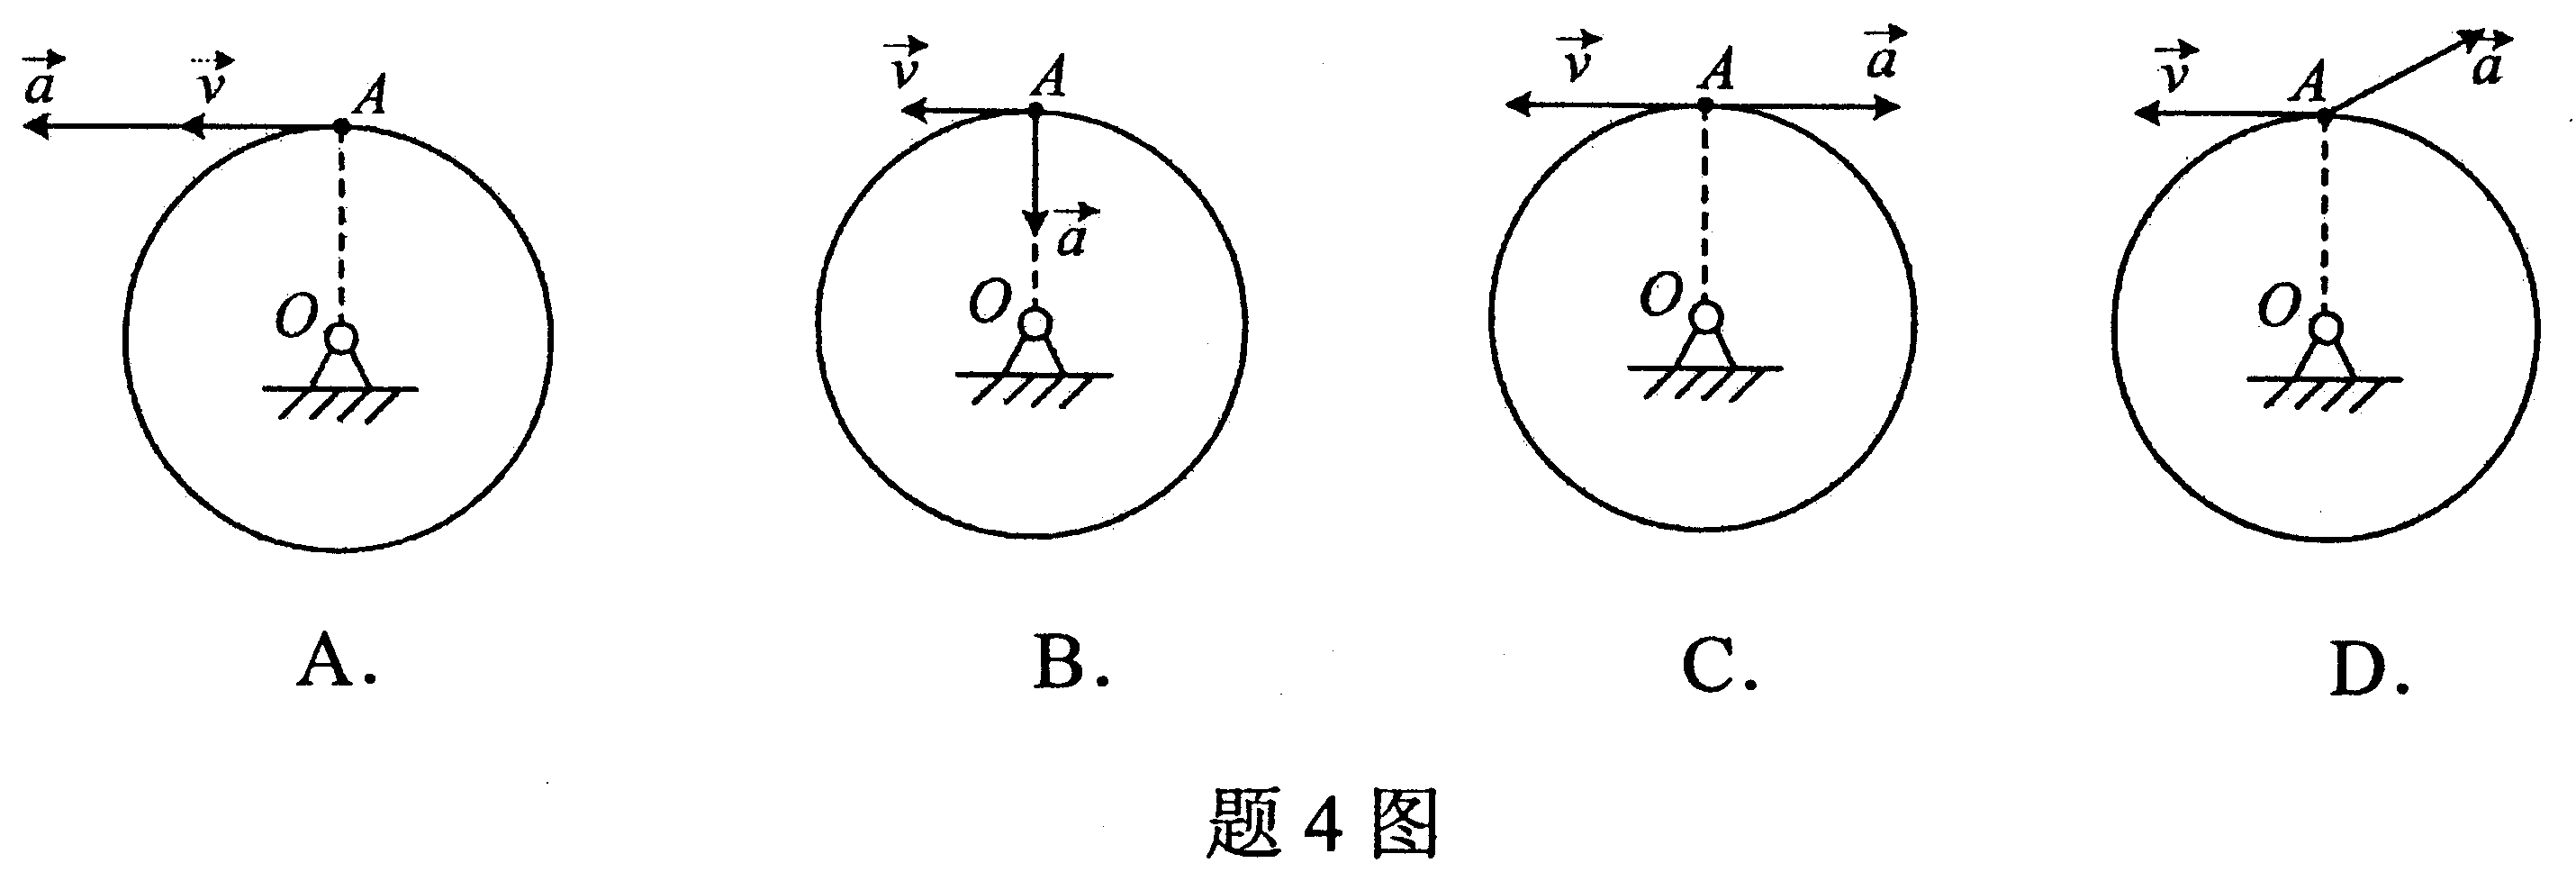 a⃗ v⃗ A
O
A.
v⃗ A
a⃗
O
B.
v⃗ A a⃗
O
C.
v⃗ A a⃗
O
D.
题 4 图